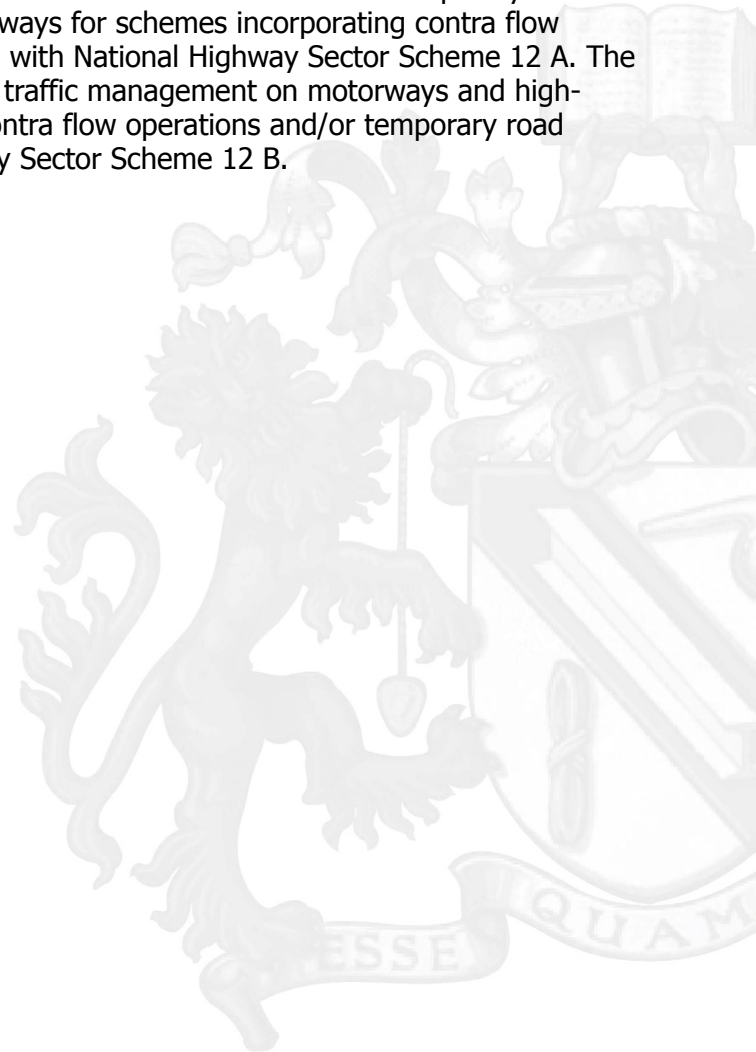 ways for schemes incorporating contra flow
with National Highway Sector Scheme 12 A. The
traffic management on motorways and high-
ontra flow operations and/or temporary road
y Sector Scheme 12 B.
ESSE QUAM